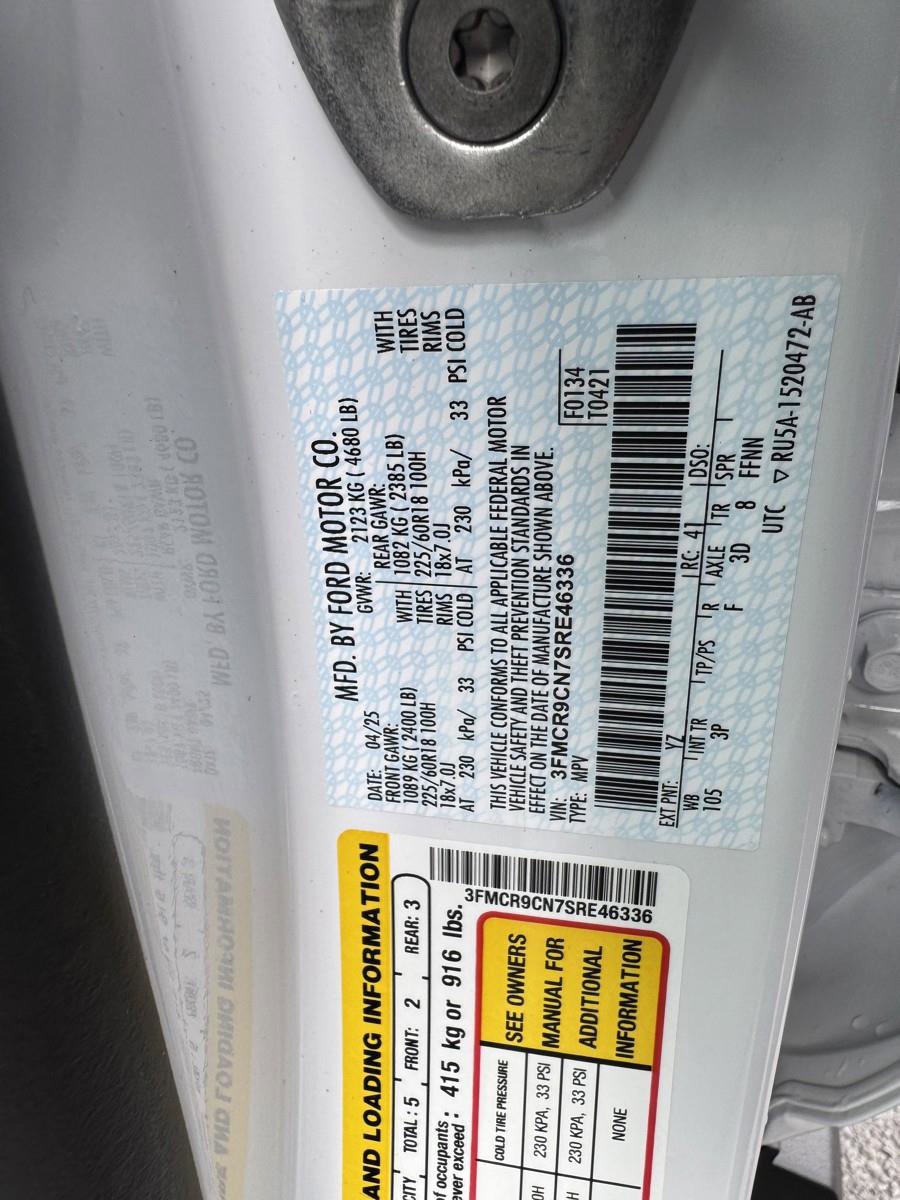 MFD. BY FORD MOTOR CO.
DATE: 04/25 GVWR: 2123 KG ( 4680 LB)
FRONT GAWR: REAR GAWR:
1089 KG ( 2400 LB) WITH 1082 KG ( 2385 LB) WITH
225/60R18 100H TIRES 225/60R18 100H TIRES
18x7.0J RIMS 18x7.0J RIMS
AT 230 kPa/ 33 PSI COLD AT 230 kPa/ 33 PSI COLD
THIS VEHICLE CONFORMS TO ALL APPLICABLE FEDERAL MOTOR
VEHICLE SAFETY AND THEFT PREVENTION STANDARDS IN
EFFECT ON THE DATE OF MANUFACTURE SHOWN ABOVE.
VIN: 3FMCR9CN7SRE46336 F0134
TYPE: MPV T0421
EXT PNT: YZ RC: 41 DSO:
WB INT TR TP/PS R AXLE TR SPR
105 3P F 3D 8 FFNN
UTC ▽ RU5A-1520472-AB
AND LOADING INFORMATION
CITY TOTAL: 5 FRONT: 2 REAR: 3
of occupants
ever exceed: 415 kg or 916 lbs.
3FMCR9CN7SRE46336
COLD TIRE PRESSURE
0H 230 KPA, 33 PSI
H 230 KPA, 33 PSI
NONE
SEE OWNERS
MANUAL FOR
ADDITIONAL
INFORMATION